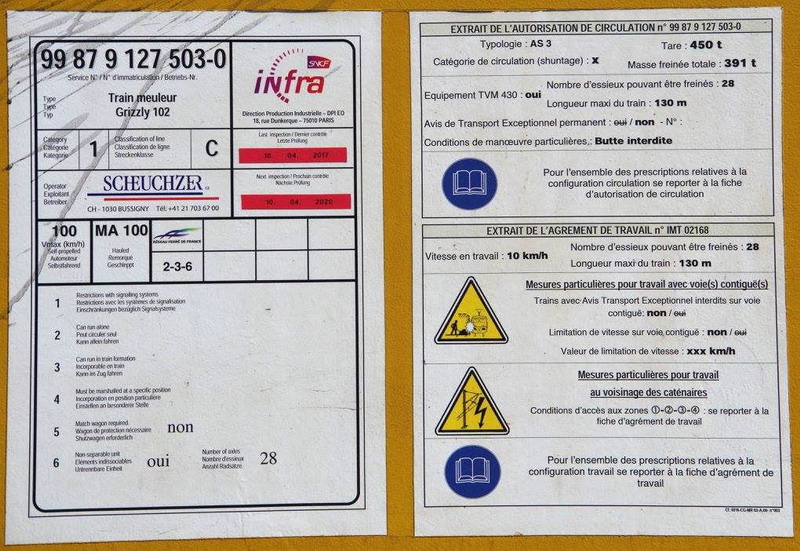 99 87 9 127 503-0
Service N°/ N° d'immatriculation / Betriebs-Nr.
SNCF
infra
Type
Type
Typ
Train meuleur
Grizzly 102
Direction Production Industrielle – DPI EO
18, rue Dunkerque – 75010 PARIS
Category
Catégorie
Kategorie
1
Classification of line
Classification de ligne
Streckenklasse
C
Last inspection / Dernier contrôle
Letzte Prüfung
10. 04. 2017
Operator
Exploitant
Betreiber
SCHEUCHZER SA
CH - 1030 BUSSIGNY Tél: +41 21 703 67 00
Next inspection / Prochain contrôle
Nächste Prüfung
10. 04. 2020
100
Vmax (km/h)
Self-propelled
Automoteur
Selbstfahrend
MA 100
Hauled
Remorqué
Geschleppt
RÉSEAU FERRÉ DE FRANCE
2-3-6
1
Restrictions with signaling systems
Restrictions avec les systèmes de signalisation
Einschränkungen bezüglich Signalsysteme
2
Can run alone
Peut circuler seul
Kann allein fahren
3
Can run in train formation
Incorporable en train
Kann im Zug fahren
4
Must be marshalled at a specific position
Incorporation en position particulière
Einstellen an besonderer Stelle
5
Match wagon required.
Wagon de protection nécessaire
Shutzwagen erforderlich
non
6
Non-separable unit
Eléments indissociables
Untrennbare Einheit
oui
Number of axles
Nombre d'essieux
Anzahl Radsätze
28
EXTRAIT DE L'AUTORISATION DE CIRCULATION n° 99 87 9 127 503-0
Typologie : AS 3 Tare : 450 t
Catégorie de circulation (shuntage) : X Masse freinée totale : 391 t
Nombre d'essieux pouvant être freinés : 28
Equipement TVM 430 : oui
Longueur maxi du train : 130 m
Avis de Transport Exceptionnel permanent : oui / non - N° :
Conditions de manœuvre particulières : Butte interdite
Pour l'ensemble des prescriptions relatives à la
configuration circulation se reporter à la fiche
d'autorisation de circulation
EXTRAIT DE L'AGREMENT DE TRAVAIL n° IMT 02168
Nombre d'essieux pouvant être freinés : 28
Vitesse en travail : 10 km/h
Longueur maxi du train : 130 m
Mesures particulières pour travail avec voie(s) contiguë(s)
Trains avec Avis Transport Exceptionnel interdits sur voie
contiguë: non / oui
Limitation de vitesse sur voie contiguë : non / oui
Valeur de limitation de vitesse : xxx km/h
Mesures particulières pour travail
au voisinage des caténaires
Conditions d'accès aux zones ①-②-③-④ : se reporter à la
fiche d'agrément de travail
Pour l'ensemble des prescriptions relatives à la
configuration travail se reporter à la fiche d'agrément de
travail